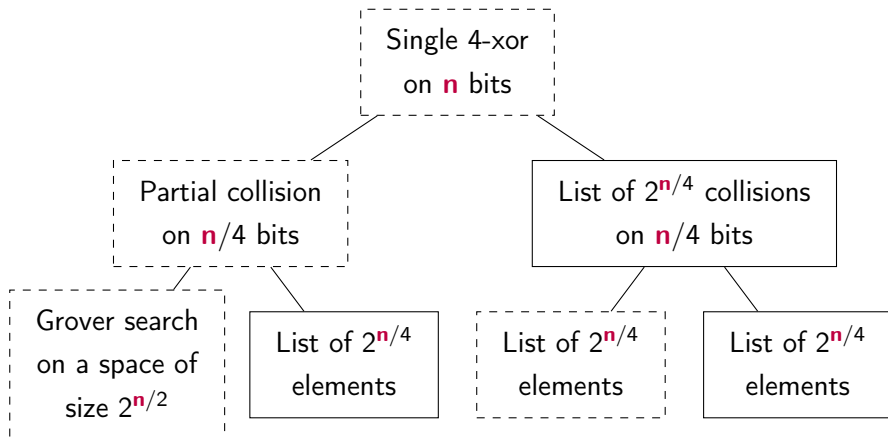 Single 4-xor
on n bits
Partial collision
on n/4 bits
List of 2^{n/4} collisions
on n/4 bits
Grover search
on a space of
size 2^{n/2}
List of 2^{n/4}
elements
List of 2^{n/4}
elements
List of 2^{n/4}
elements